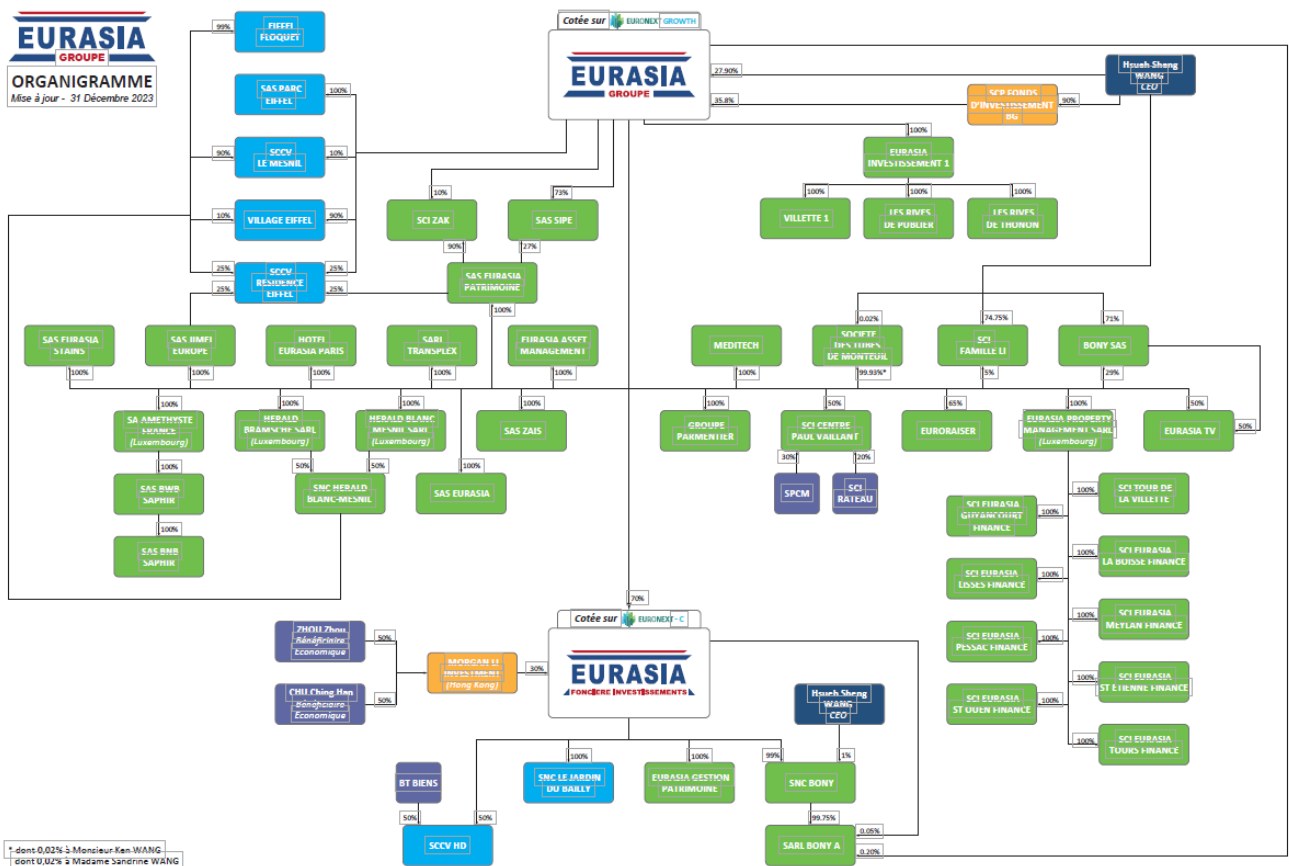 EURASIA
GROUPE
ORGANIGRAMME
Mise à jour - 31 Décembre 2023
Cotée sur EURONEXT GROWTH
EURASIA
GROUPE
27.90%
35.8%
Hsueh Sheng
WANG
CEO
SCP FONDS
D'INVESTISSEMENT
BG
90%
99%
EIFFEL
FLOQUET
SAS PARC
EIFFEL
100%
90%
SCCV
LE MESNIL
10%
10%
VILLAGE EIFFEL
90%
25%
SCCV
RESIDENCE
EIFFEL
25%
25%
25%
100%
EURASIA
INVESTISSEMENT 1
100%
100%
100%
VILLETTE 1
LES RIVES
DE PUBLIER
LES RIVES
DE THONON
10%
73%
SCI ZAK
SAS SIPE
90%
27%
SAS EURASIA
PATRIMOINE
100%
0.02%
74.75%
71%
SAS EURASIA
STAINS
SAS JIMEI
EUROPE
HOTEL
EURASIA PARIS
SARL
TRANSPLEX
EURASIA ASSET
MANAGEMENT
MEDITECH
SOCIETE
DES TUBES
DE MONTEUIL
SCI
FAMILLE LI
BONY SAS
100%
100%
100%
100%
100%
100%
99.93%*
5%
29%
100%
100%
100%
100%
100%
50%
65%
100%
50%
SA AMETHYSTE
FRANCE
(Luxembourg)
HERALD
BRAMSCHE SARL
(Luxembourg)
HERALD BLANC
MESNIL SARL
(Luxembourg)
SAS ZAIS
GROUPE
PARMENTIER
SCI CENTRE
PAUL VAILLANT
EURORAISER
EURASIA PROPERTY
MANAGEMENT SARL
(Luxembourg)
EURASIA TV
50%
100%
50%
50%
100%
30%
20%
SAS BWB
SAPHIR
SNC HERALD
BLANC-MESNIL
SAS EURASIA
SPCM
SCI
RATEAU
100%
SAS BNB
SAPHIR
100%
SCI TOUR DE
LA VILLETTE
SCI EURASIA
GUYANCOURT
FINANCE
100%
100%
SCI EURASIA
LA BOISSE FINANCE
SCI EURASIA
LISSES FINANCE
100%
100%
SCI EURASIA
MEYLAN FINANCE
SCI EURASIA
PESSAC FINANCE
100%
100%
SCI EURASIA
ST ETIENNE FINANCE
SCI EURASIA
ST OUEN FINANCE
100%
100%
SCI EURASIA
TOURS FINANCE
70%
Cotée sur EURONEXT - C
EURASIA
FONCIÈRE INVESTISSEMENTS
ZHOU Zhou
Bénéficiaire
Economique
50%
CHU Ching Han
Bénéficiaire
Economique
50%
MORGAN LI
INVESTMENT
(Hong Kong)
30%
Hsueh Sheng
WANG
CEO
100%
100%
99%
1%
BT BIENS
SNC LE JARDIN
DU BAILLY
EURASIA GESTION
PATRIMOINE
SNC BONY
50%
50%
99.75%
SCCV HD
SARL BONY A
0.05%
0.20%
* dont 0,02% à Monsieur Ken WANG
dont 0,02% à Madame Sandrine WANG